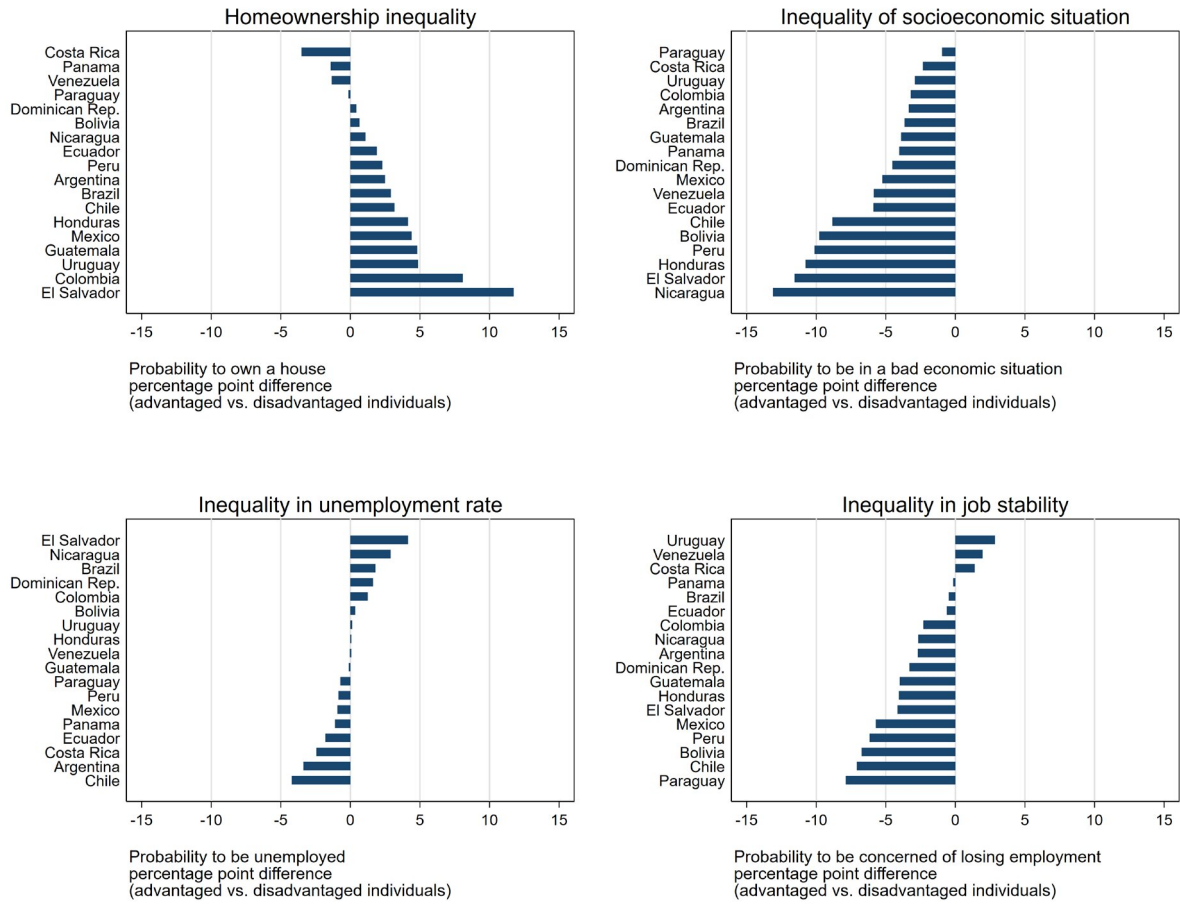 Homeownership inequality
Costa Rica
Panama
Venezuela
Paraguay
Dominican Rep.
Bolivia
Nicaragua
Ecuador
Peru
Argentina
Brazil
Chile
Honduras
Mexico
Guatemala
Uruguay
Colombia
El Salvador
-15 -10 -5 0 5 10 15
Probability to own a house
percentage point difference
(advantaged vs. disadvantaged individuals)
Inequality of socioeconomic situation
Paraguay
Costa Rica
Uruguay
Colombia
Argentina
Brazil
Guatemala
Panama
Dominican Rep.
Mexico
Venezuela
Ecuador
Chile
Bolivia
Peru
Honduras
El Salvador
Nicaragua
-15 -10 -5 0 5 10 15
Probability to be in a bad economic situation
percentage point difference
(advantaged vs. disadvantaged individuals)
Inequality in unemployment rate
El Salvador
Nicaragua
Brazil
Dominican Rep.
Colombia
Bolivia
Uruguay
Honduras
Venezuela
Guatemala
Paraguay
Peru
Mexico
Panama
Ecuador
Costa Rica
Argentina
Chile
-15 -10 -5 0 5 10 15
Probability to be unemployed
percentage point difference
(advantaged vs. disadvantaged individuals)
Inequality in job stability
Uruguay
Venezuela
Costa Rica
Panama
Brazil
Ecuador
Colombia
Nicaragua
Argentina
Dominican Rep.
Guatemala
Honduras
El Salvador
Mexico
Peru
Bolivia
Chile
Paraguay
-15 -10 -5 0 5 10 15
Probability to be concerned of losing employment
percentage point difference
(advantaged vs. disadvantaged individuals)